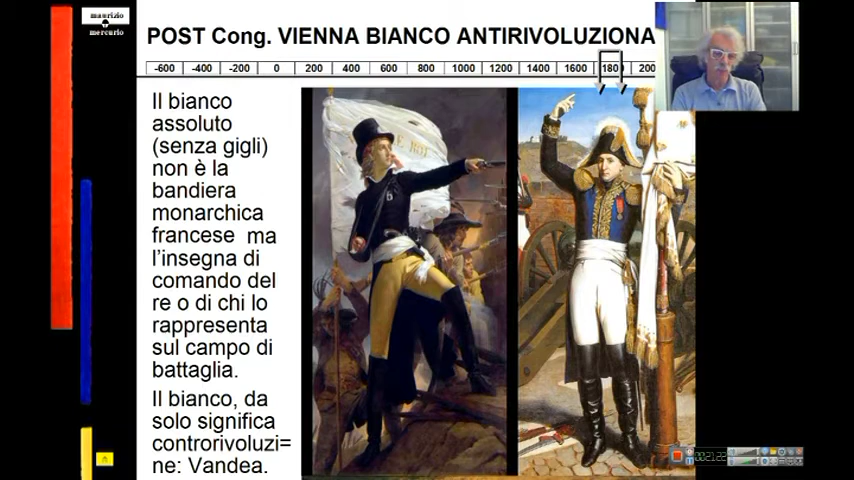 maurizio
mercurio
POST Cong. VIENNA BIANCO ANTIRIVOLUZIONA
-600 -400 -200 0 200 400 600 800 1000 1200 1400 1600 180 200
Il bianco
assoluto
(senza gigli)
non è la
bandiera
monarchica
francese ma
l'insegna di
comando del
re o di chi lo
rappresenta
sul campo di
battaglia.
Il bianco, da
solo significa
controrivoluzi=
ne: Vandea.
E ROI